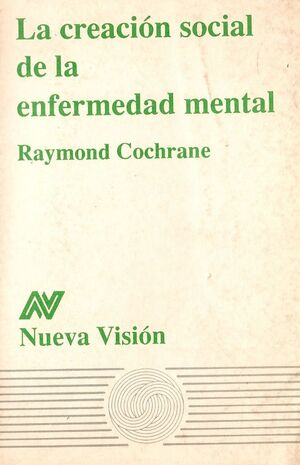 La creación social
de la
enfermedad mental
Raymond Cochrane
Nueva Visión